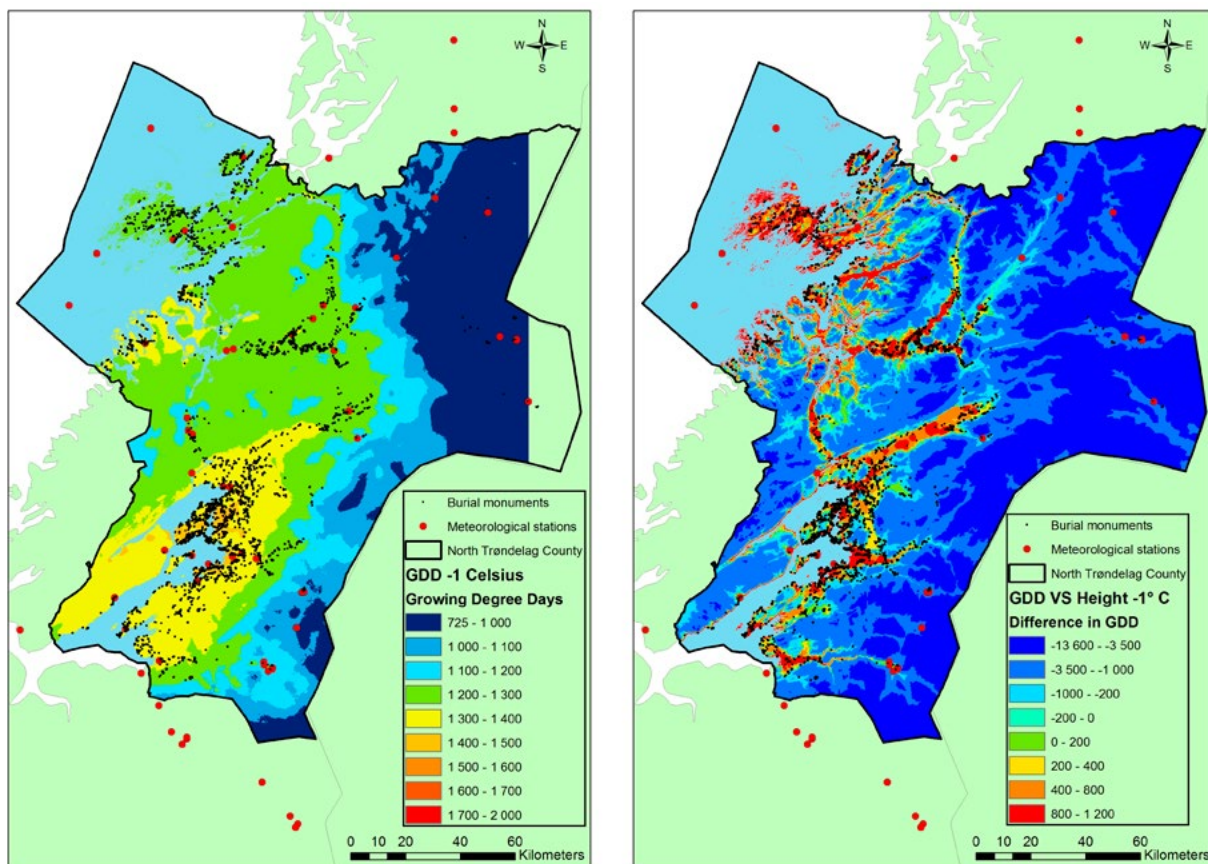 N
W E
S
Burial monuments
Meteorological stations
North Trøndelag County
GDD -1 Celsius
Growing Degree Days
725 - 1 000
1 000 - 1 100
1 100 - 1 200
1 200 - 1 300
1 300 - 1 400
1 400 - 1 500
1 500 - 1 600
1 600 - 1 700
1 700 - 2 000
0 10 20 40 60
Kilometers
N
W E
S
Burial monuments
Meteorological stations
North Trøndelag County
GDD VS Height -1º C
Difference in GDD
-13 600 - -3 500
-3 500 - -1 000
-1000 - -200
-200 - 0
0 - 200
200 - 400
400 - 800
800 - 1 200
0 10 20 40 60
Kilometers